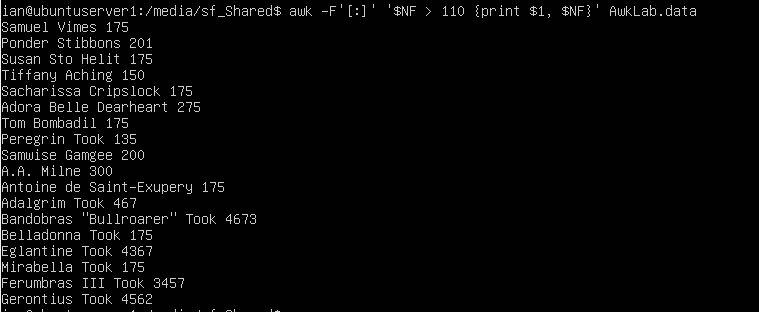 ian@ubuntuserver1:/media/sf_Shared$ awk -F'[:]' '$NF > 110 {print $1, $NF}' AwkLab.data
Samuel Vimes 175
Ponder Stibbons 201
Susan Sto Helit 175
Tiffany Aching 150
Sacharissa Cripslock 175
Adora Belle Dearheart 275
Tom Bombadil 175
Peregrin Took 135
Samwise Gamgee 200
A.A. Milne 300
Antoine de Saint-Exupery 175
Adalgrim Took 467
Bandobras "Bullroarer" Took 4673
Belladonna Took 175
Eglantine Took 4367
Mirabella Took 175
Ferumbras III Took 3457
Gerontius Took 4562